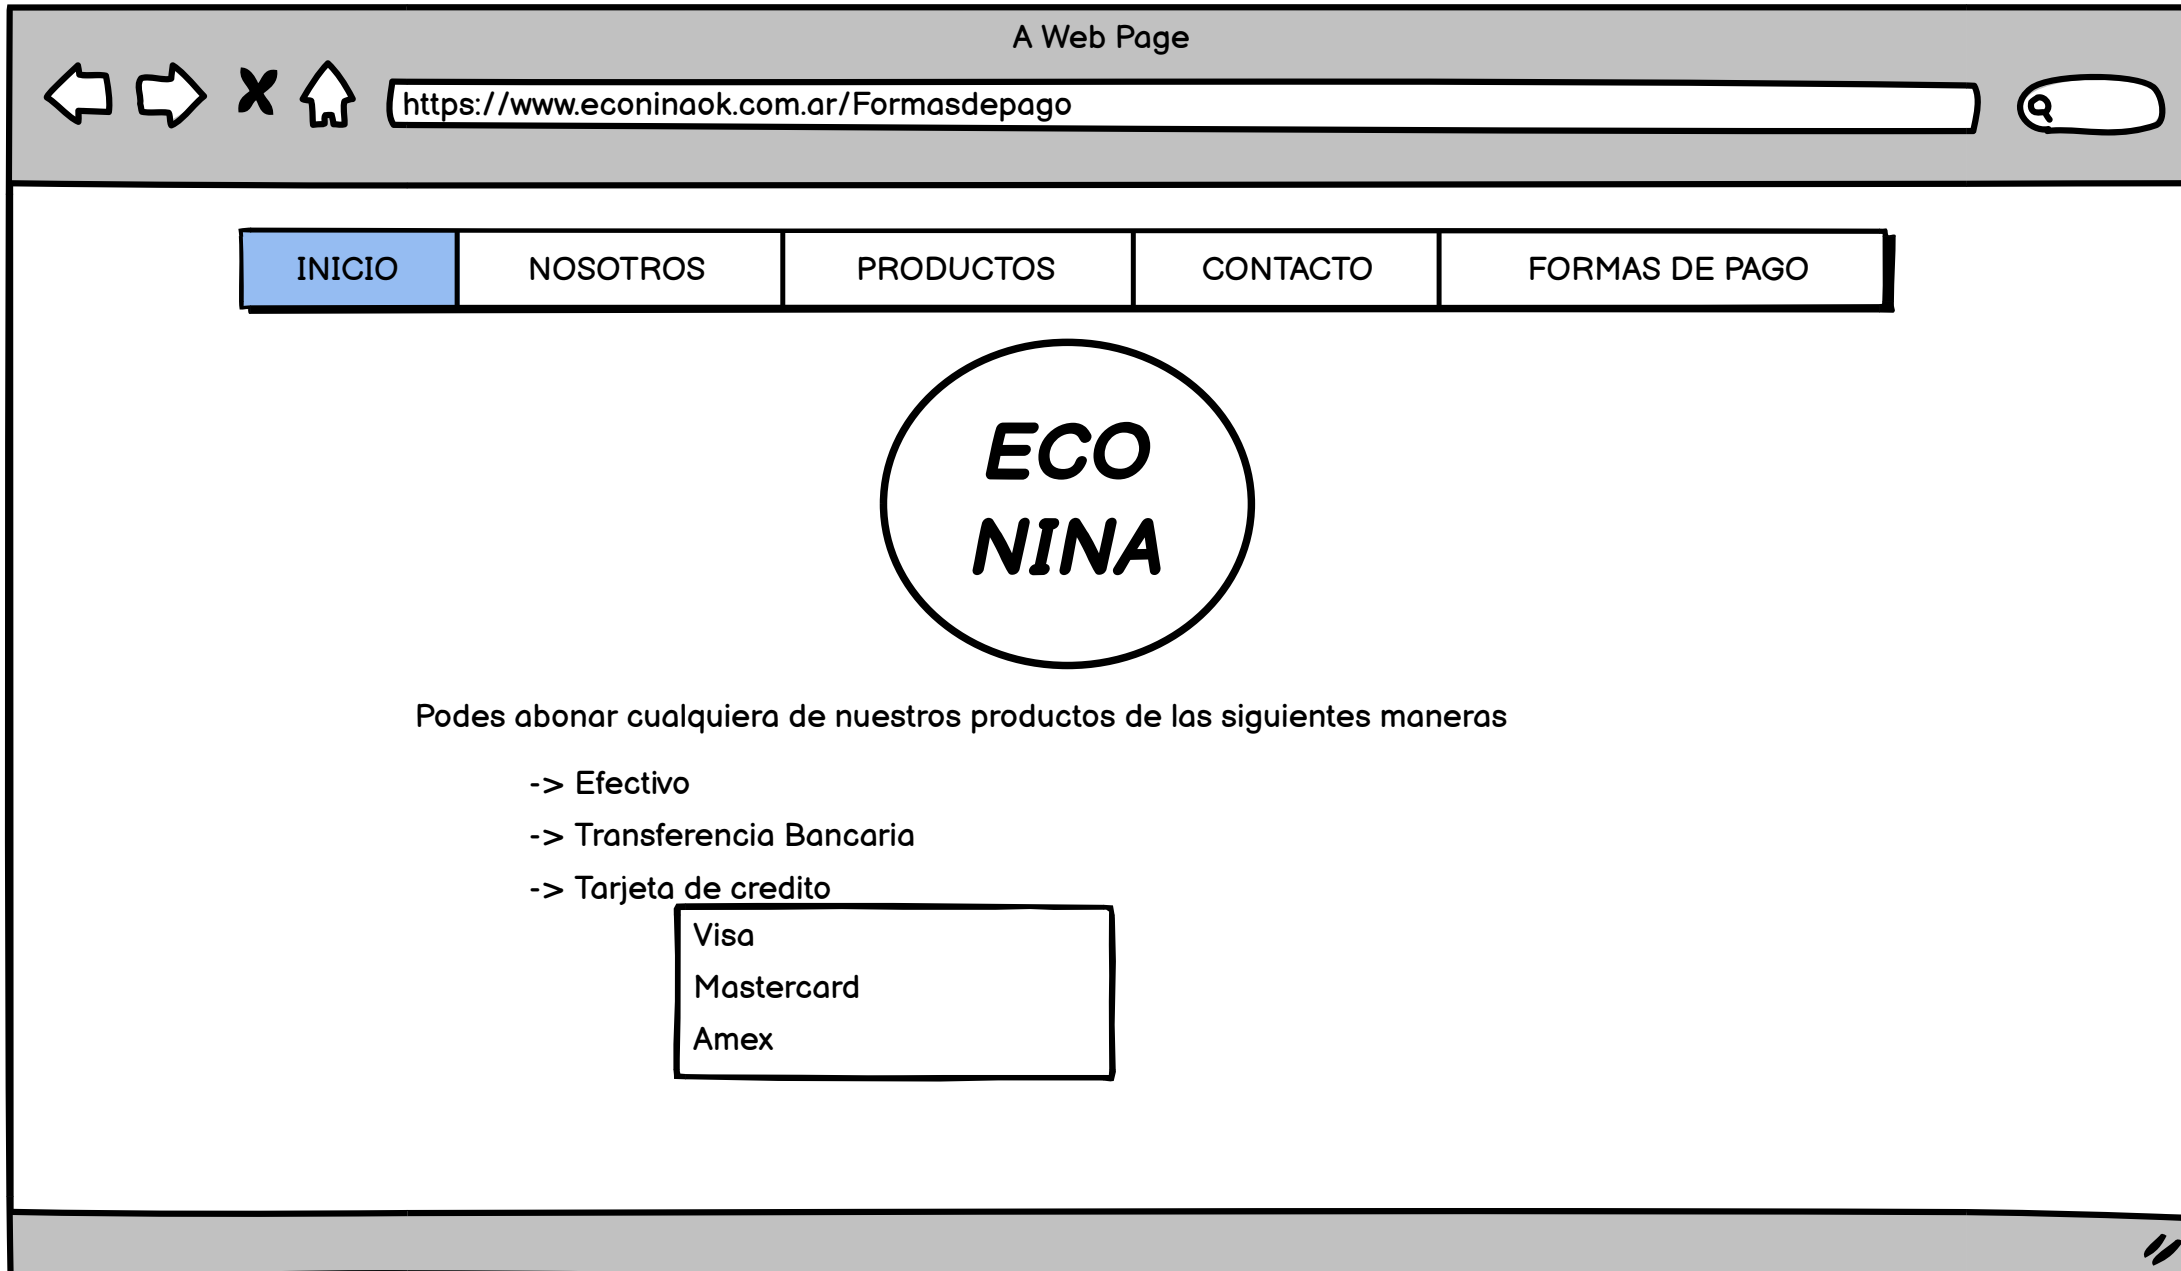 A Web Page
https://www.econinaok.com.ar/Formasdepago
INICIO NOSOTROS PRODUCTOS CONTACTO FORMAS DE PAGO
ECO
NINA
Podes abonar cualquiera de nuestros productos de las siguientes maneras
-> Efectivo
-> Transferencia Bancaria
-> Tarjeta de credito
Visa
Mastercard
Amex